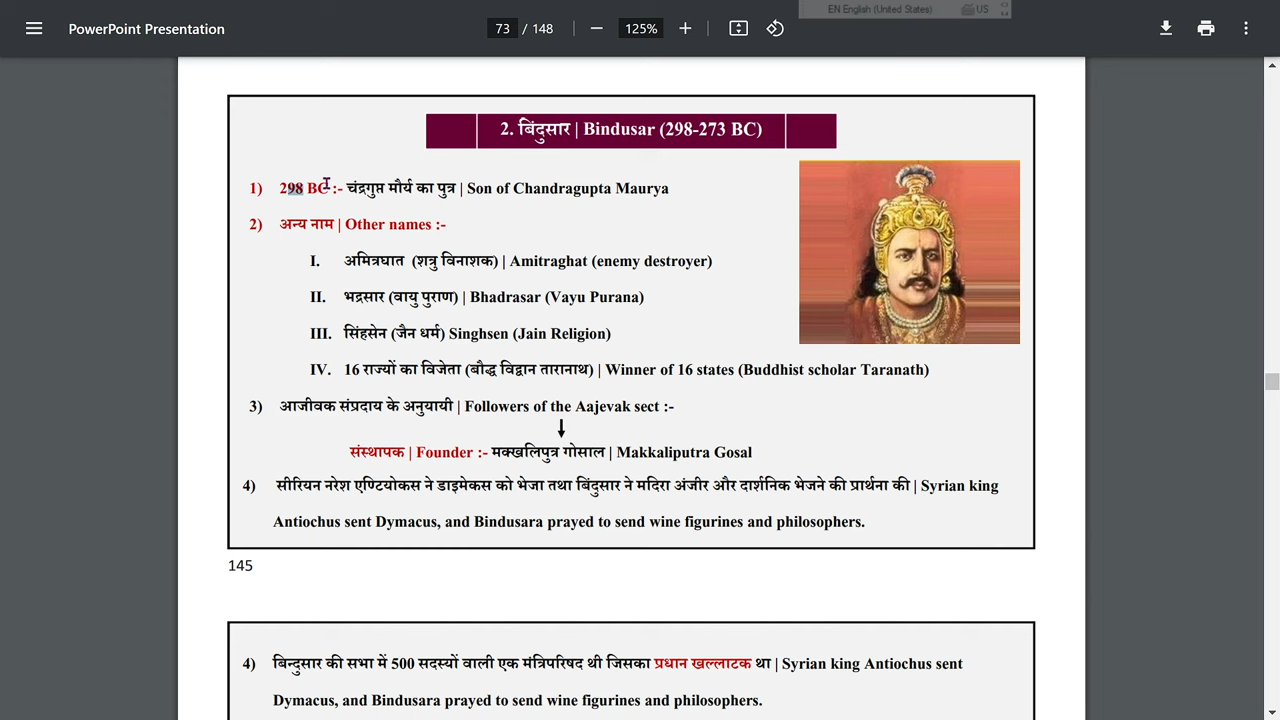 EN English (United States) US
PowerPoint Presentation 73 / 148 125%
2. बिंदुसार | Bindusar (298-273 BC)
1) 298 BC :- चंद्रगुप्त मौर्य का पुत्र | Son of Chandragupta Maurya
2) अन्य नाम | Other names :-
I. अमित्रघात (शत्रु विनाशक) | Amitraghat (enemy destroyer)
II. भद्रसार (वायु पुराण) | Bhadrasar (Vayu Purana)
III. सिंहसेन (जैन धर्म) Singhsen (Jain Religion)
IV. 16 राज्यों का विजेता (बौद्ध विद्वान तारानाथ) | Winner of 16 states (Buddhist scholar Taranath)
3) आजीवक संप्रदाय के अनुयायी | Followers of the Aajevak sect :-
संस्थापक | Founder :- मक्खलिपुत्र गोसाल | Makkaliputra Gosal
4) सीरियन नरेश एण्टियोकस ने डाइमेकस को भेजा तथा बिंदुसार ने मदिरा अंजीर और दार्शनिक भेजने की प्रार्थना की | Syrian king
Antiochus sent Dymacus, and Bindusara prayed to send wine figurines and philosophers.
145
4) बिन्दुसार की सभा में 500 सदस्यों वाली एक मंत्रिपरिषद थी जिसका प्रधान खल्लाटक था | Syrian king Antiochus sent
Dymacus, and Bindusara prayed to send wine figurines and philosophers.